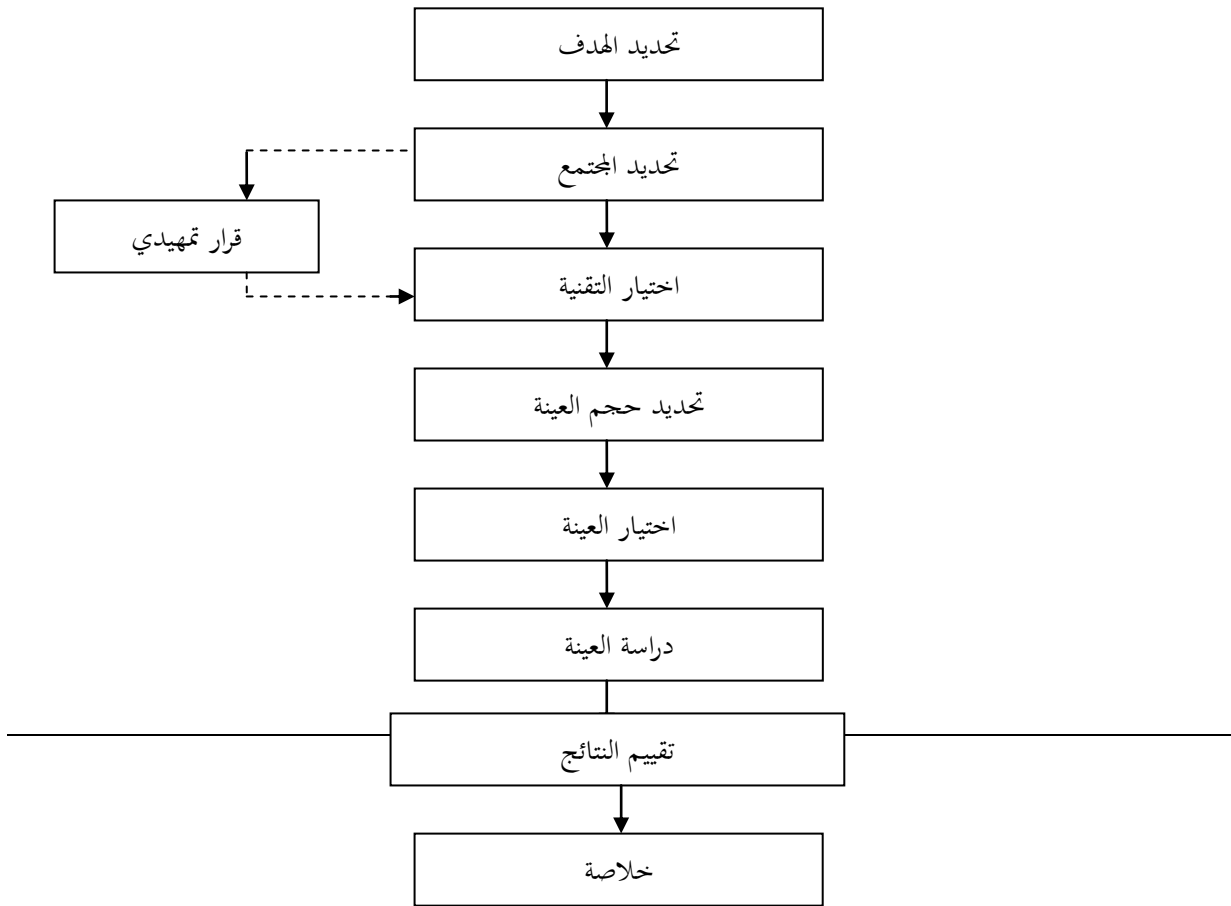 تحديد الهدف
تحديد المجتمع
قرار تمهيدي
اختيار التقنية
تحديد حجم العينة
اختيار العينة
دراسة العينة
تقييم النتائج
خلاصة